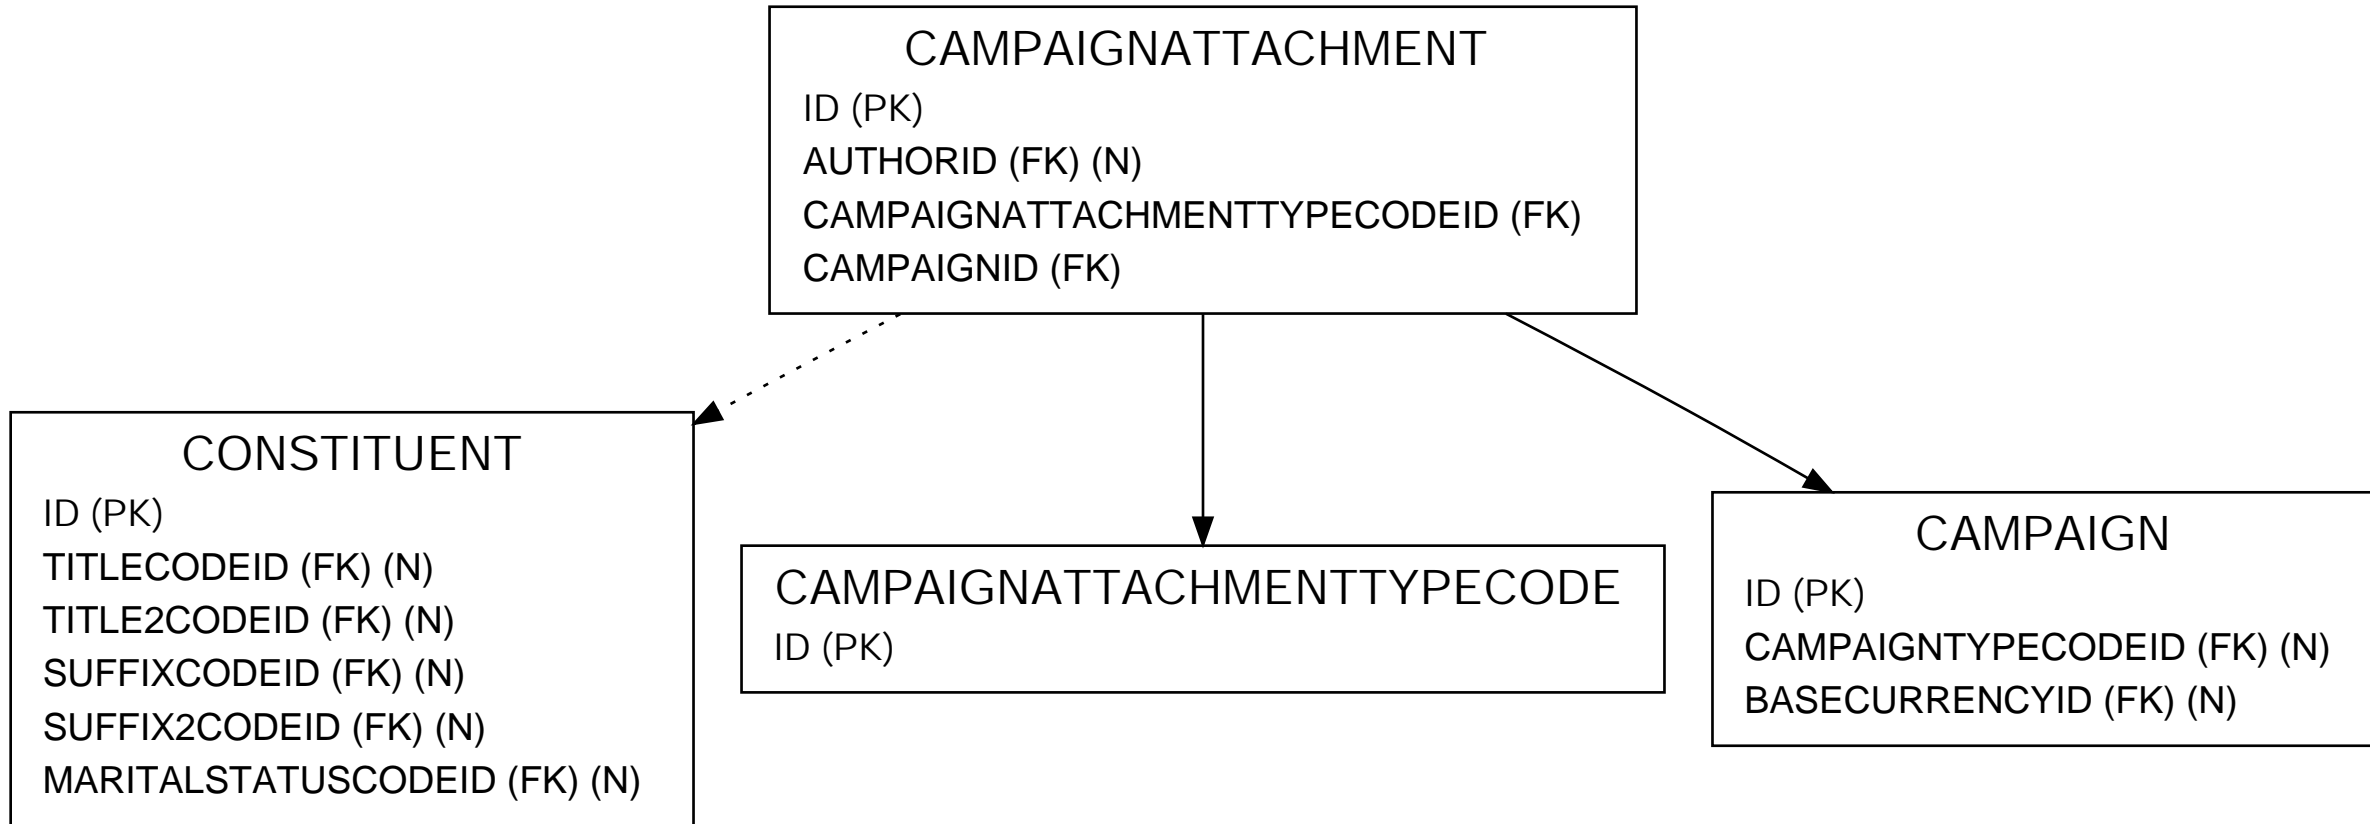 CAMPAIGNATTACHMENT
ID (PK)
AUTHORID (FK) (N)
CAMPAIGNATTACHMENTTYPECODEID (FK)
CAMPAIGNID (FK)
CONSTITUENT
ID (PK)
TITLECODEID (FK) (N)
TITLE2CODEID (FK) (N)
SUFFIXCODEID (FK) (N)
SUFFIX2CODEID (FK) (N)
MARITALSTATUSCODEID (FK) (N)
CAMPAIGNATTACHMENTTYPECODE
ID (PK)
CAMPAIGN
ID (PK)
CAMPAIGNTYPECODEID (FK) (N)
BASECURRENCYID (FK) (N)